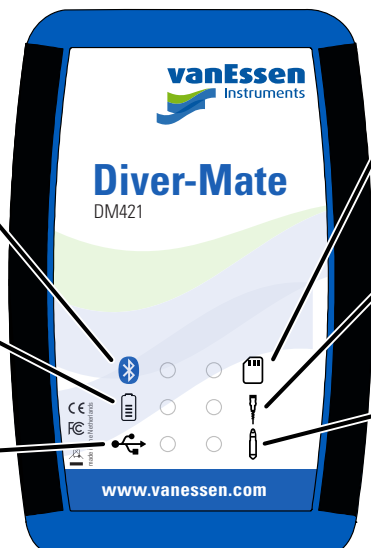 vanEssen
Instruments
Diver-Mate
DM421
CE
FC
made in the Netherlands
www.vanessen.com